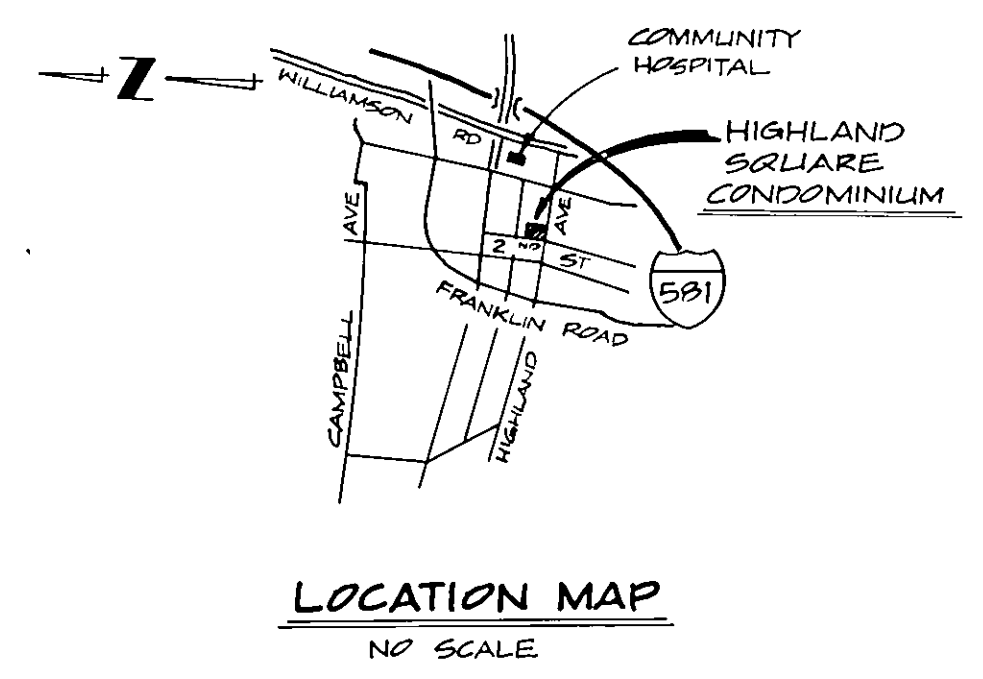 COMMUNITY
HOSPITAL
N
WILLIAMSON RD
HIGHLAND
SQUARE
CONDOMINIUM
CAMPBELL AVE
HIGHLAND AVE
2 ND ST
581
FRANKLIN ROAD
LOCATION MAP
NO SCALE